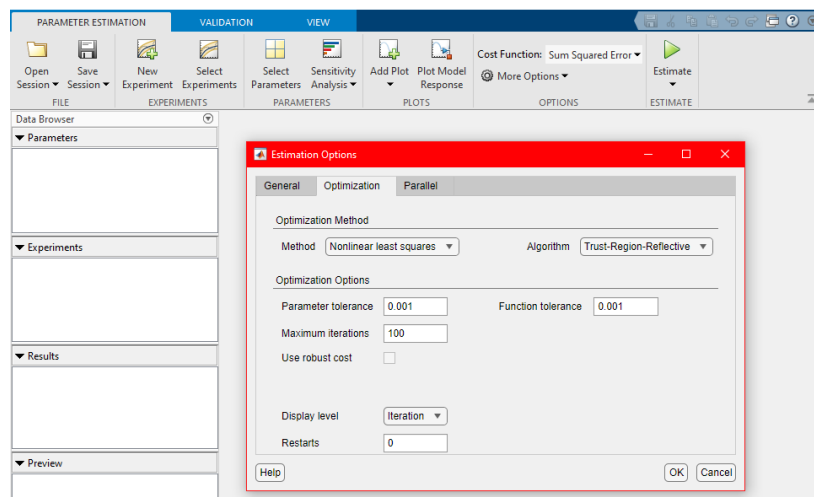 PARAMETER ESTIMATION VALIDATION VIEW
Open Save New Select Select Sensitivity Add Plot Plot Model Cost Function: Sum Squared Error Estimate
Session Session Experiment Experiments Parameters Analysis Response More Options
FILE EXPERIMENTS PARAMETERS PLOTS OPTIONS ESTIMATE
Data Browser
Parameters
Estimation Options
General Optimization Parallel
Optimization Method
Experiments
Method Nonlinear least squares Algorithm Trust-Region-Reflective
Optimization Options
Parameter tolerance 0.001 Function tolerance 0.001
Maximum iterations 100
Results
Use robust cost
Display level Iteration
Restarts 0
Preview
Help OK Cancel